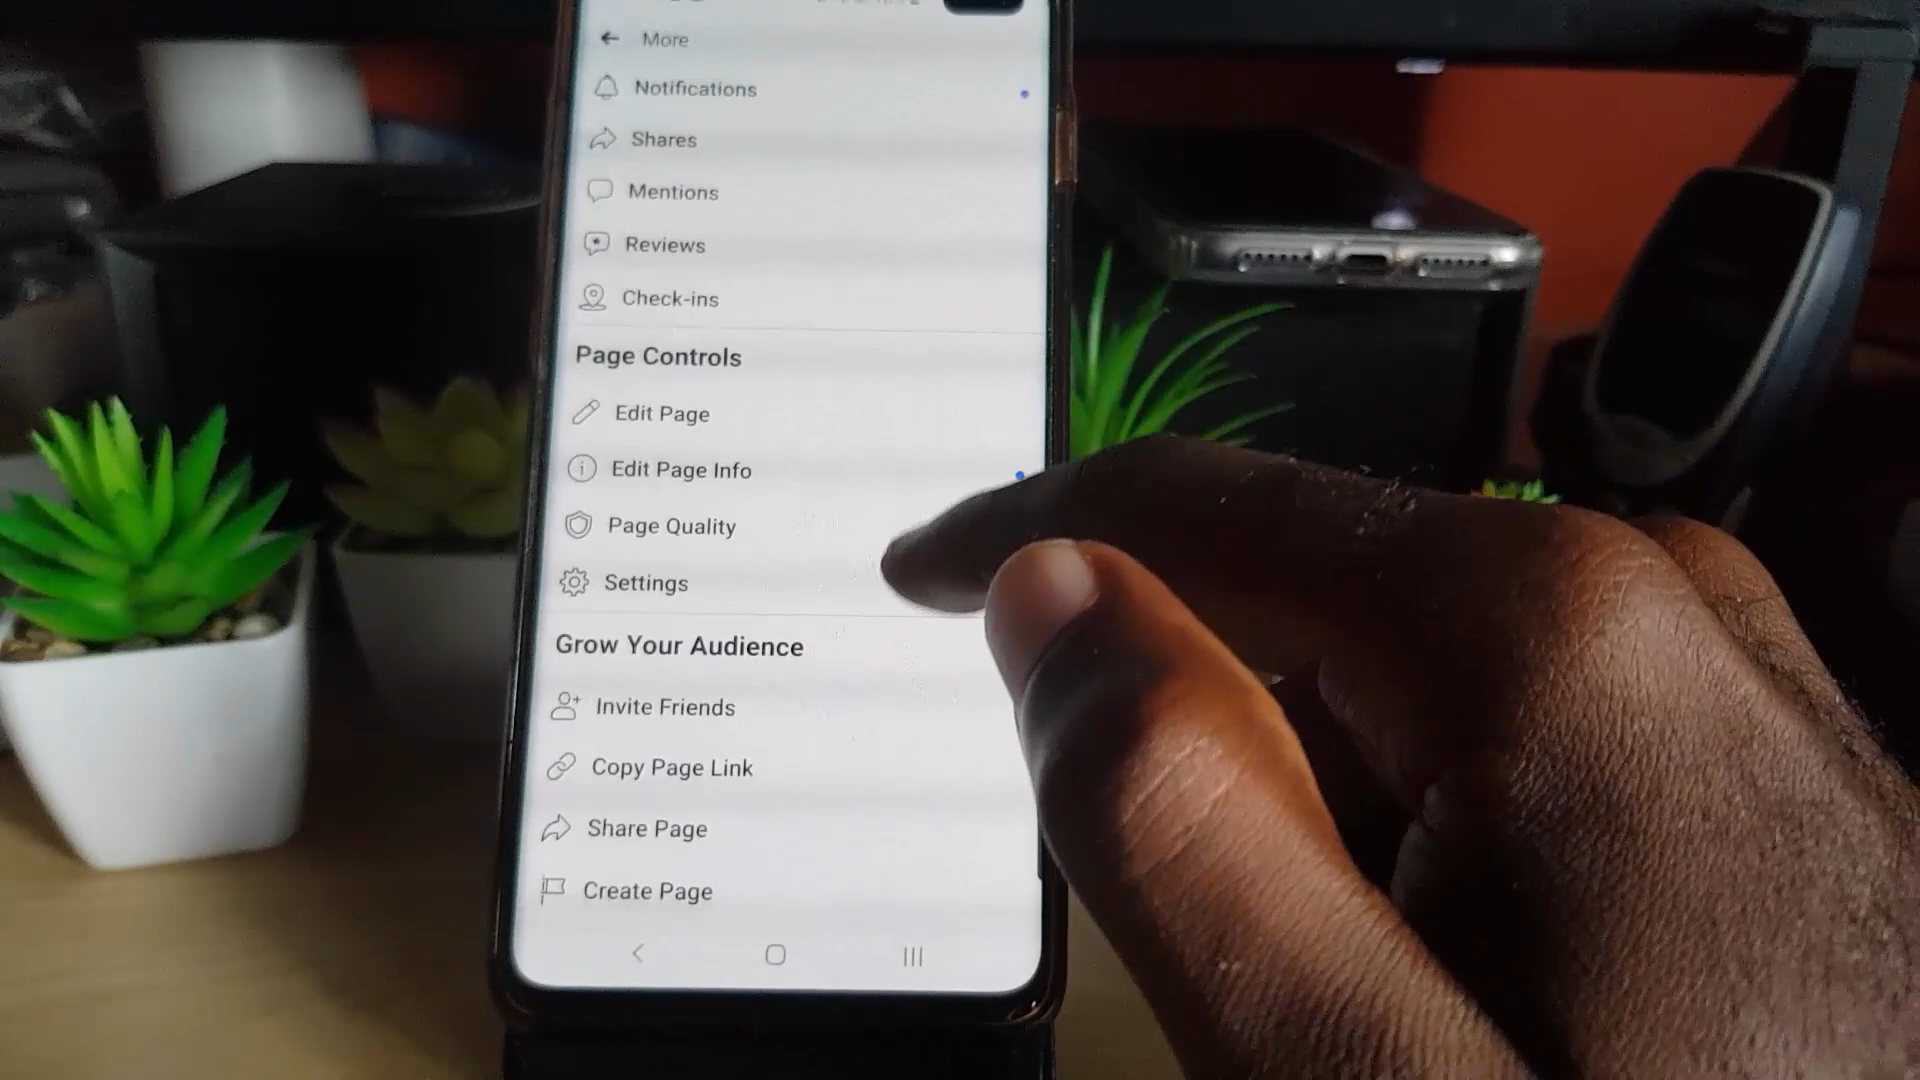 More
Notifications
Shares
Mentions
Reviews
Check-ins
Page Controls
Edit Page
Edit Page Info
Page Quality
Settings
Grow Your Audience
Invite Friends
Copy Page Link
Share Page
Create Page